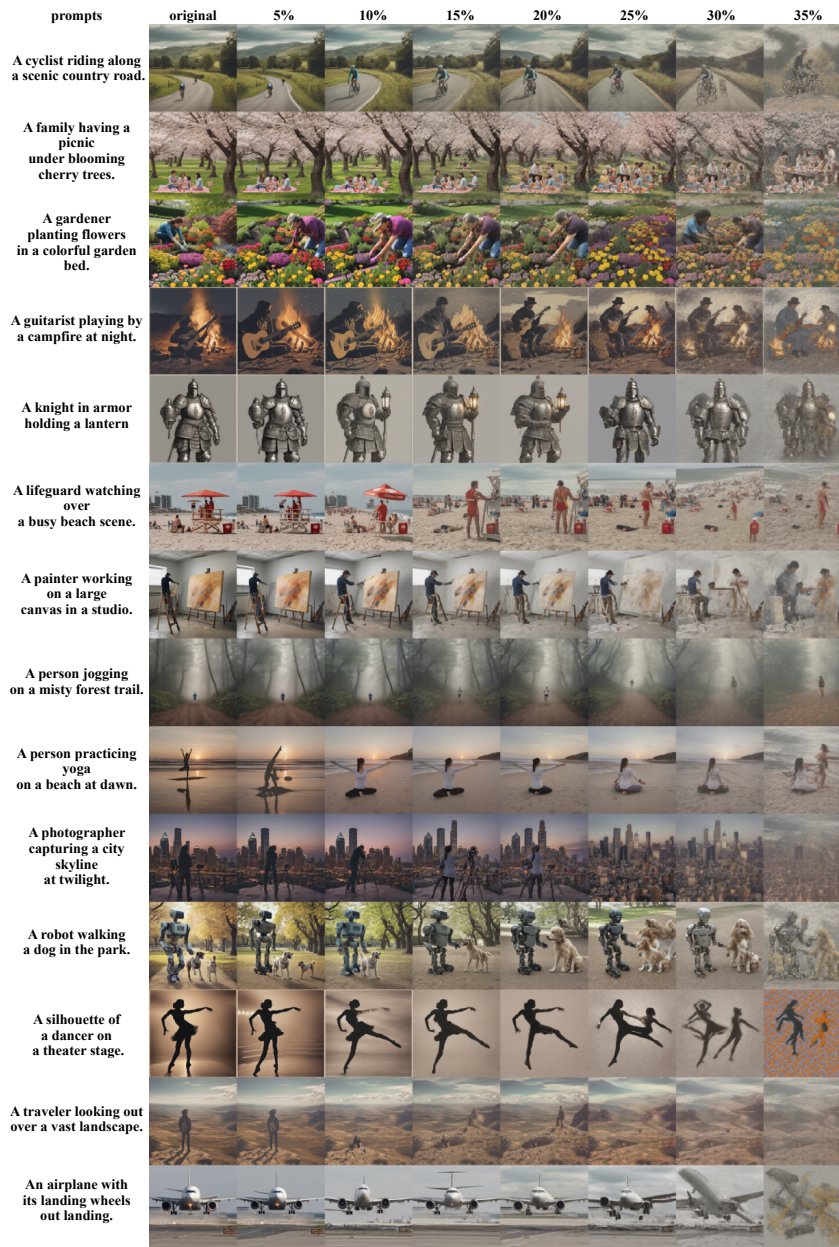 prompts original 5% 10% 15% 20% 25% 30% 35%
A cyclist riding along
a scenic country road.
A family having a
picnic
under blooming
cherry trees.
A gardener
planting flowers
in a colorful garden
bed.
A guitarist playing by
a campfire at night.
A knight in armor
holding a lantern
A lifeguard watching
over
a busy beach scene.
A painter working
on a large
canvas in a studio.
A person jogging
on a misty forest trail.
A person practicing
yoga
on a beach at dawn.
A photographer
capturing a city
skyline
at twilight.
A robot walking
a dog in the park.
A silhouette of
a dancer on
a theater stage.
A traveler looking out
over a vast landscape.
An airplane with
its landing wheels
out landing.